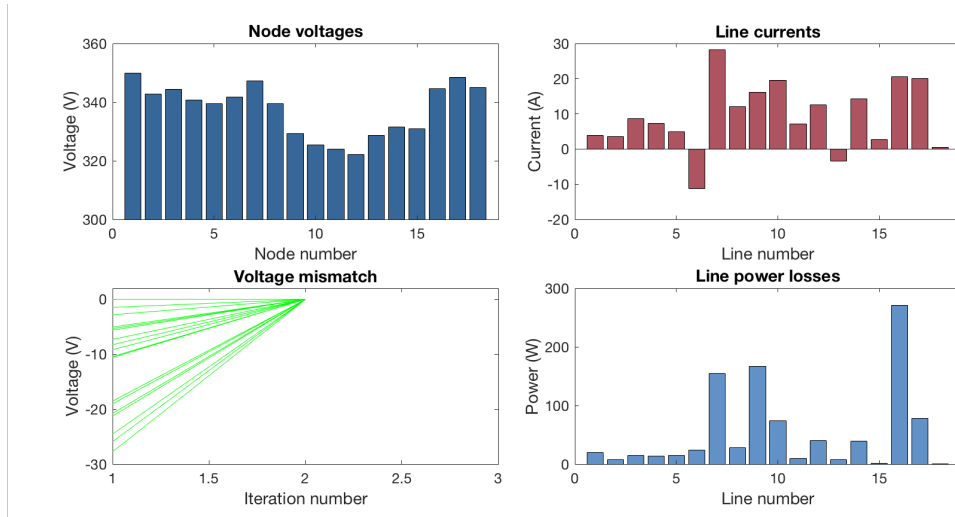 Node voltages
360
340
320
300
Voltage (V)
0
5
10
15
Node number
Line currents
30
20
10
0
-10
-20
Current (A)
0
5
10
15
Line number
Voltage mismatch
0
-10
-20
-30
Voltage (V)
1
1.5
2
2.5
3
Iteration number
Line power losses
300
200
100
0
Power (W)
0
5
10
15
Line number